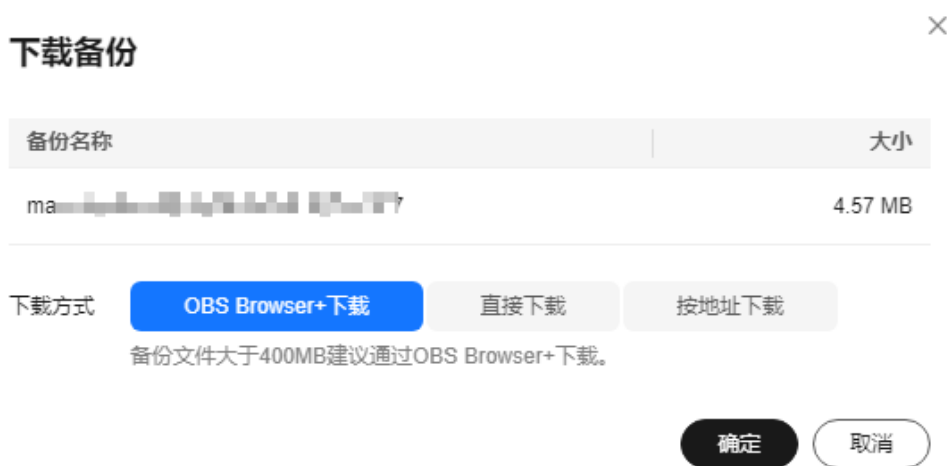 下载备份
备份名称 大小
ma 7 4.57 MB
下载方式 OBS Browser+下载 直接下载 按地址下载
备份文件大于400MB建议通过OBS Browser+下载。
确定 取消